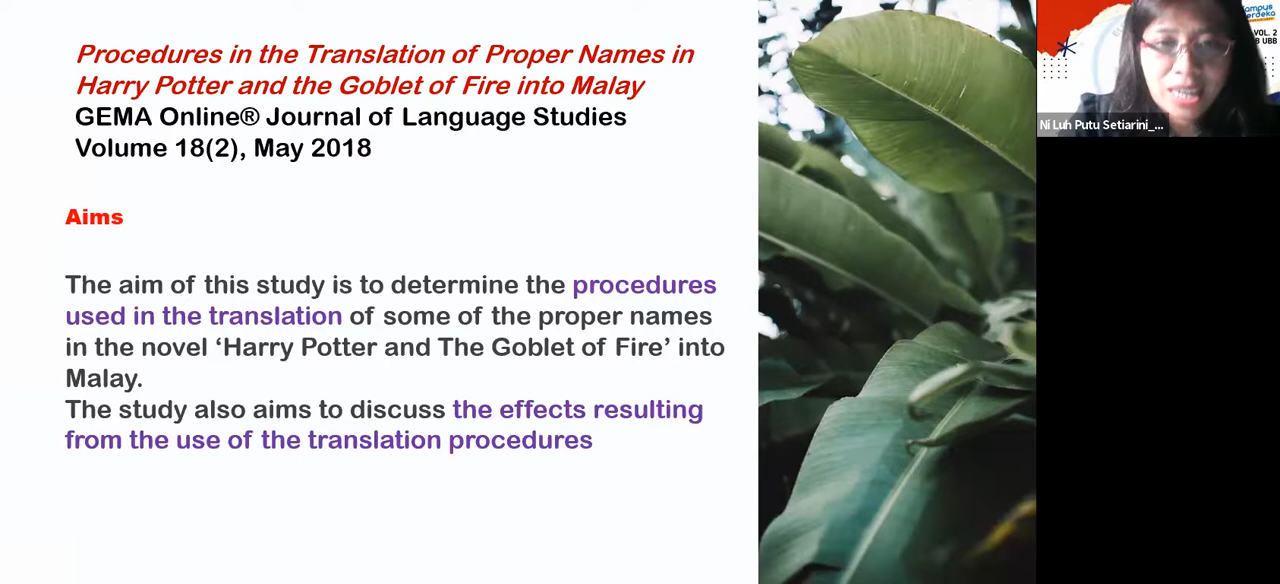 Procedures in the Translation of Proper Names in
Harry Potter and the Goblet of Fire into Malay
GEMA Online® Journal of Language Studies
Volume 18(2), May 2018
Aims
The aim of this study is to determine the procedures
used in the translation of some of the proper names
in the novel ‘Harry Potter and The Goblet of Fire’ into
Malay.
The study also aims to discuss the effects resulting
from the use of the translation procedures
VOL. 2
UBB
Ni Luh Putu Setiarini_...